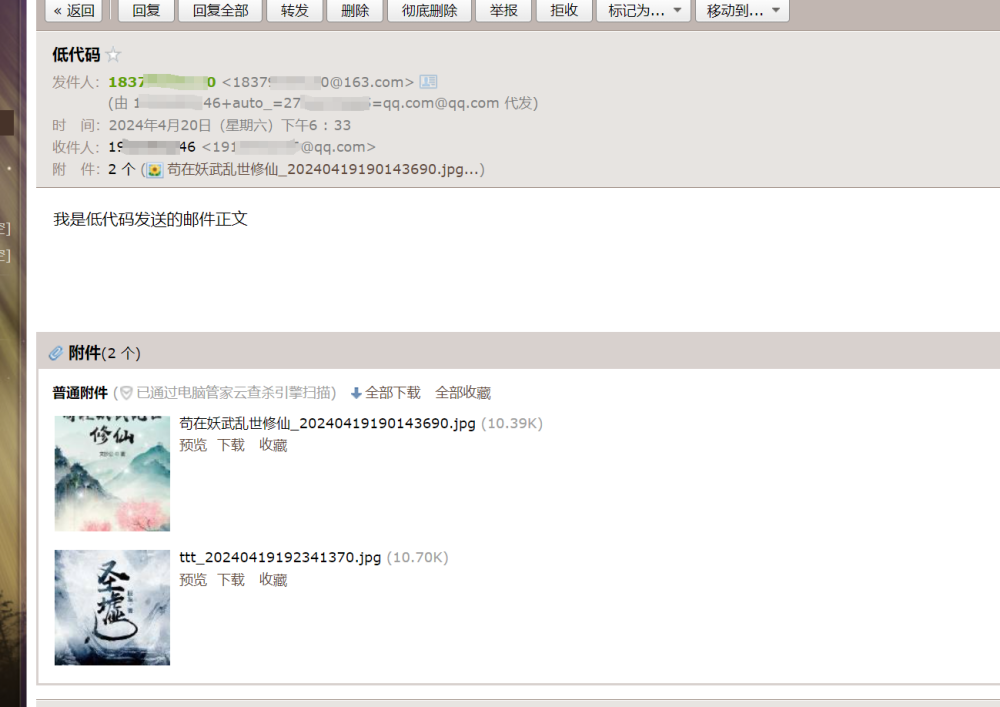 « 返回 回复 回复全部 转发 删除 彻底删除 举报 拒收 标记为... 移动到...
低代码
发件人： 1837 0 <18379 0@163.com>
(由 1 46+auto_=27 =qq.com@qq.com 代发)
时 间： 2024年4月20日（星期六）下午6：33
收件人： 19 46 <191 @qq.com>
附 件： 2 个 (苟在妖武乱世修仙_20240419190143690.jpg...)
我是低代码发送的邮件正文
附件(2 个)
普通附件 (已通过电脑管家云查杀引擎扫描) 全部下载 全部收藏
修仙
苟在妖武乱世修仙_20240419190143690.jpg (10.39K)
预览 下载 收藏
圣墟
ttt_20240419192341370.jpg (10.70K)
预览 下载 收藏